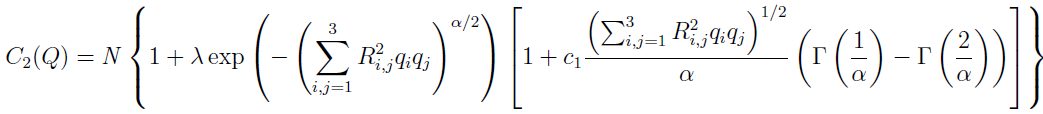 $C_2(Q) = N \left\{ 1 + \lambda \exp \left( - \left( \sum_{i,j=1}^{3} R_{i,j}^2 q_i q_j \right)^{\alpha/2} \right) \left[ 1 + c_1 \frac{\left( \sum_{i,j=1}^{3} R_{i,j}^2 q_i q_j \right)^{1/2}}{\alpha} \left( \Gamma \left( \frac{1}{\alpha} \right) - \Gamma \left( \frac{2}{\alpha} \right) \right) \right] \right\}$